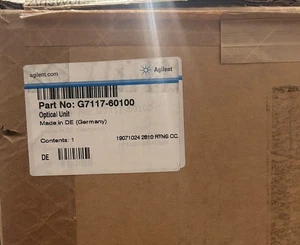 agilent.com
Agilent
Part No: G7117-60100
Optical Unit
Made in DE (Germany)
Contents: 1
DE